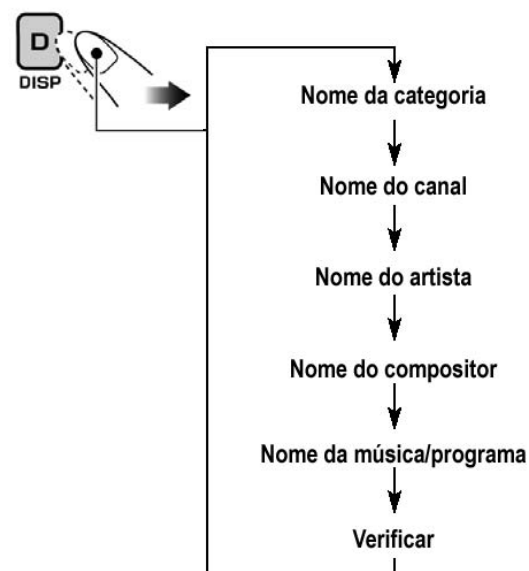 D
DISP
Nome da categoria
Nome do canal
Nome do artista
Nome do compositor
Nome da música/programa
Verificar